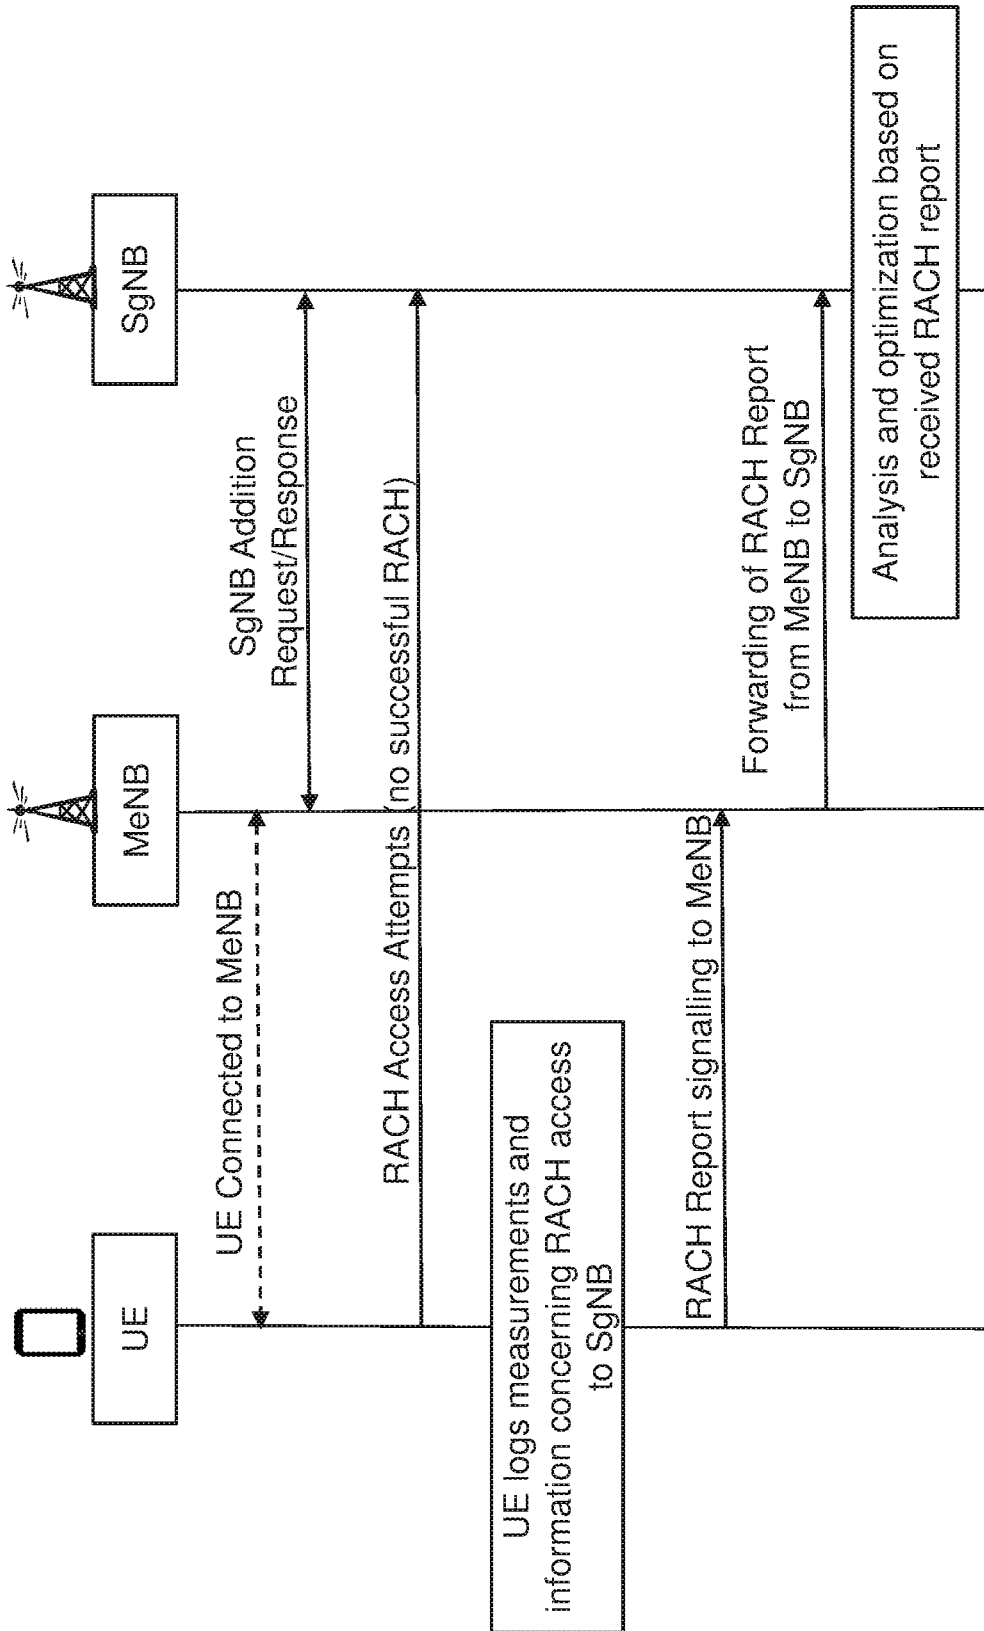 UE
MeNB
SgNB
UE Connected to MeNB
SgNB Addition
Request/Response
RACH Access Attempts (no successful RACH)
UE logs measurements and
information concerning RACH access
to SgNB
RACH Report signalling to MeNB
Forwarding of RACH Report
from MeNB to SgNB
Analysis and optimization based on
received RACH report